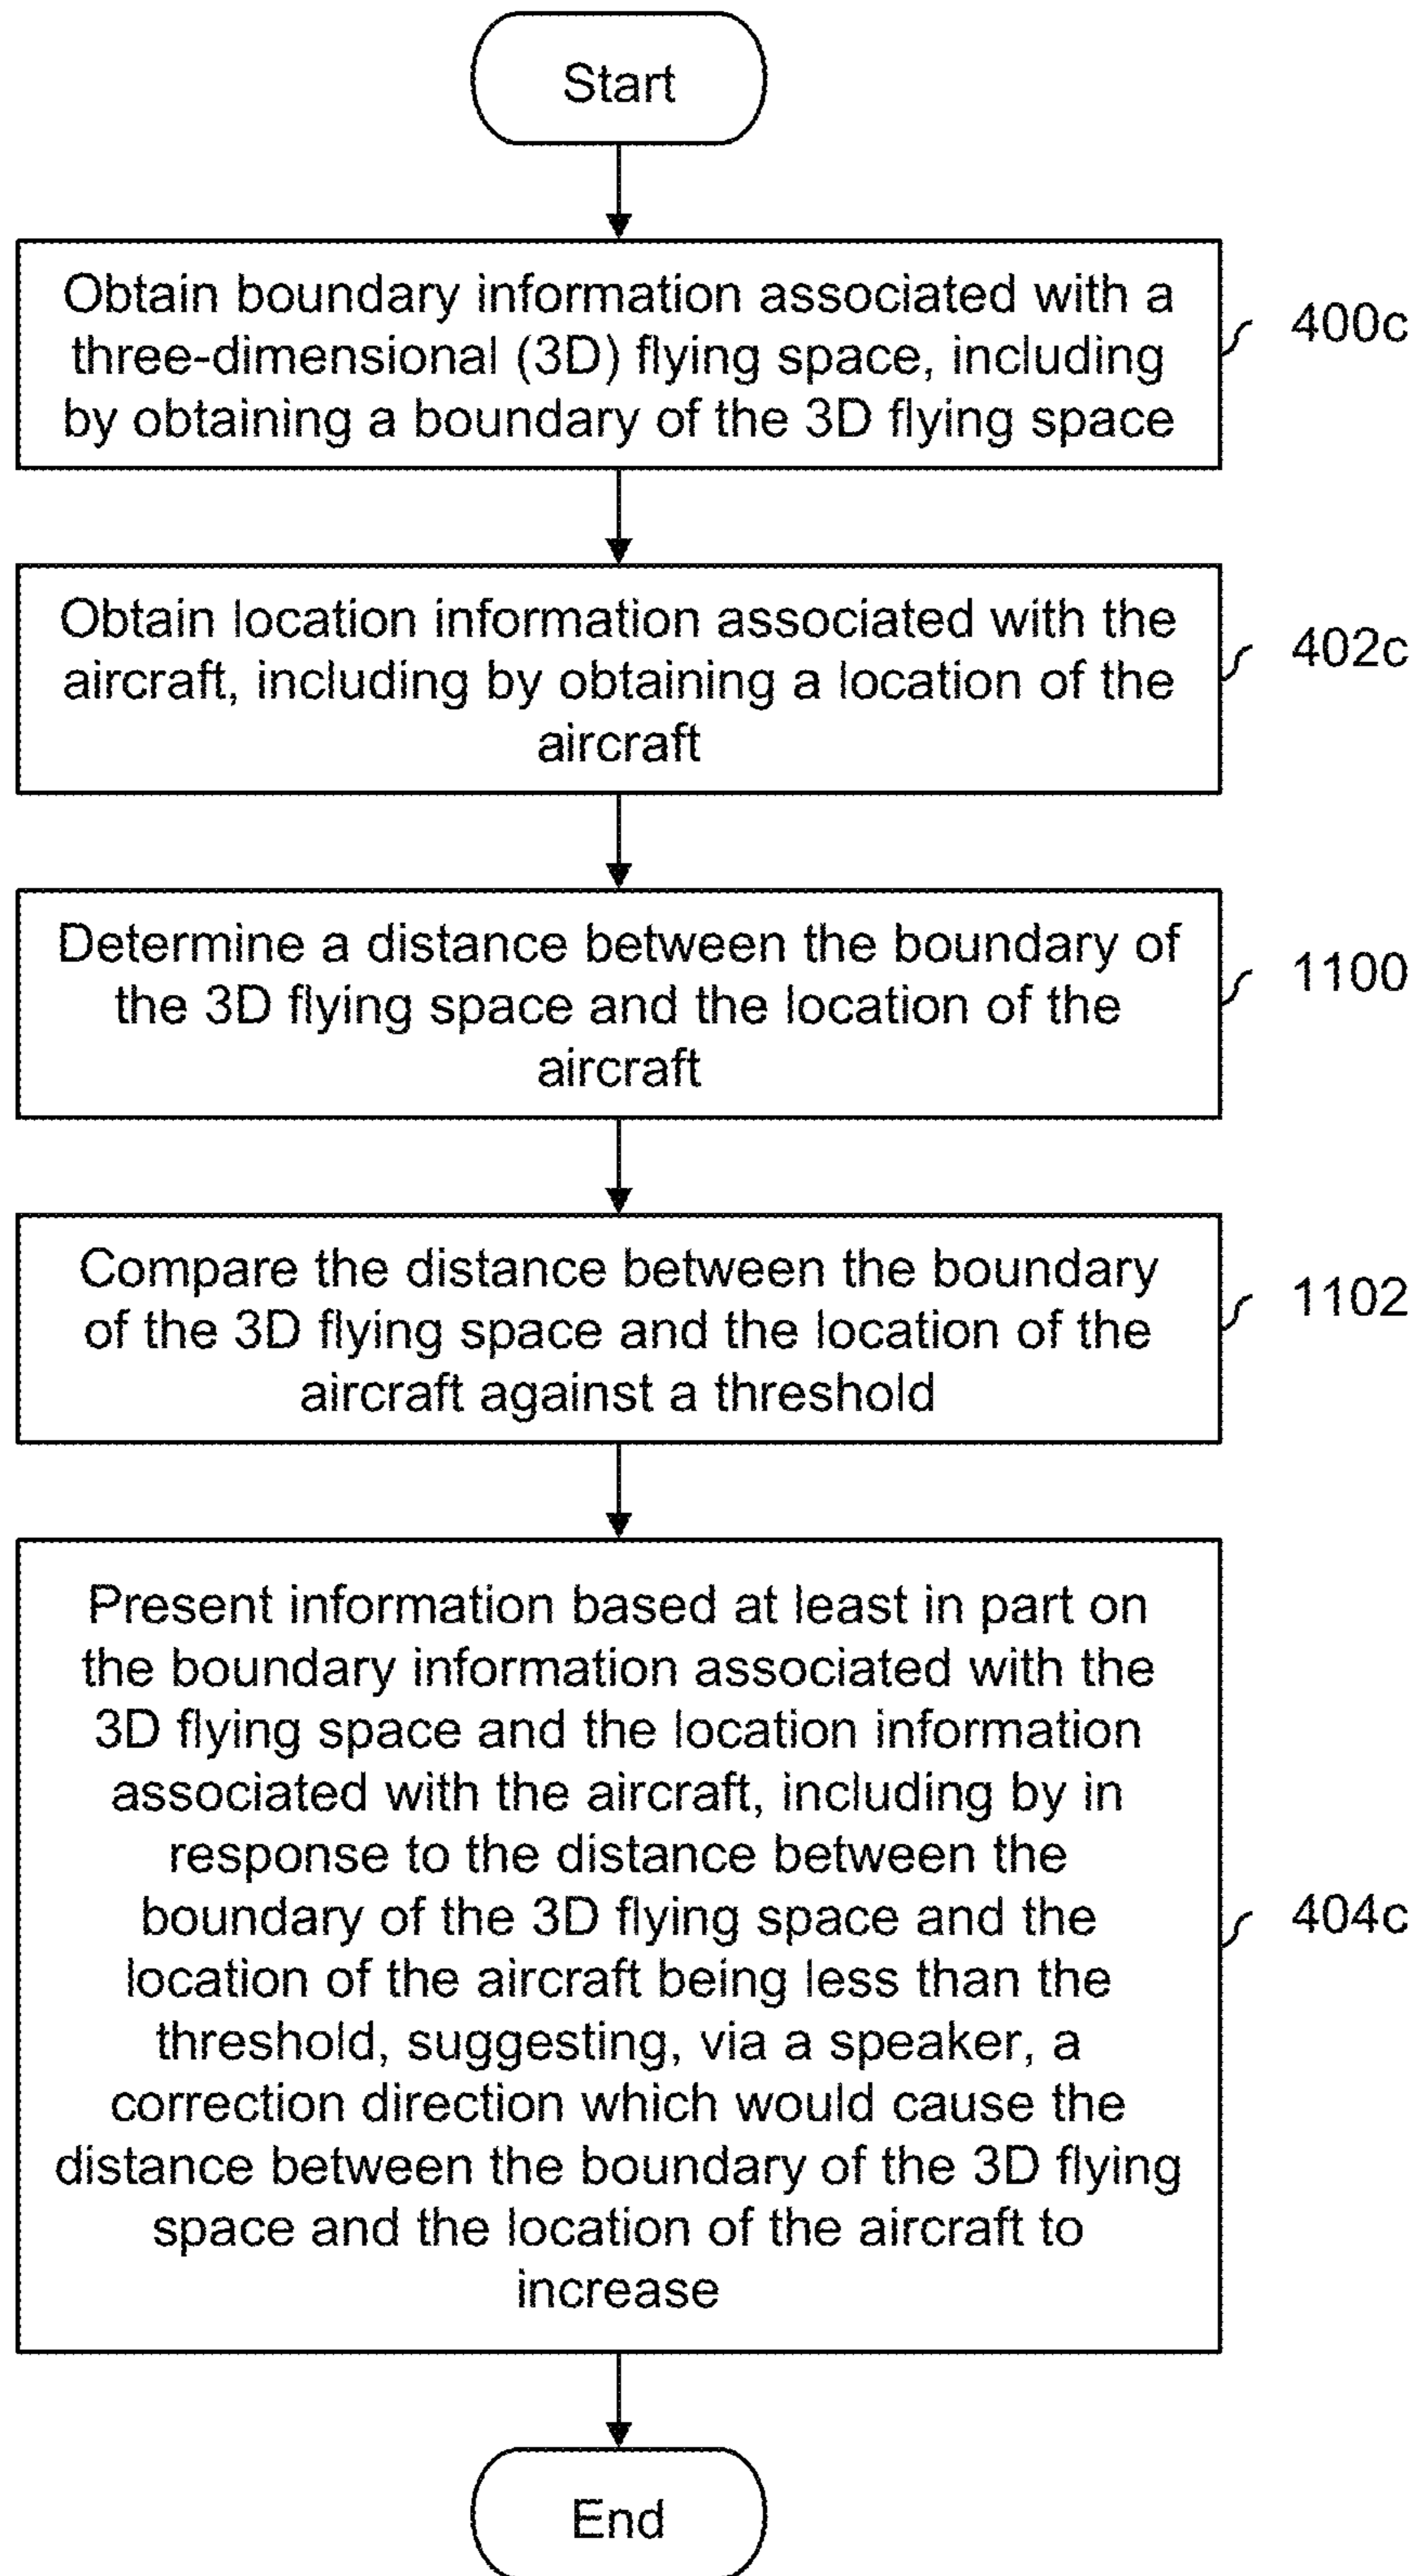 Start
Obtain boundary information associated with a
three-dimensional (3D) flying space, including
by obtaining a boundary of the 3D flying space
400c
Obtain location information associated with the
aircraft, including by obtaining a location of the
aircraft
402c
Determine a distance between the boundary of
the 3D flying space and the location of the
aircraft
1100
Compare the distance between the boundary
of the 3D flying space and the location of the
aircraft against a threshold
1102
Present information based at least in part on
the boundary information associated with the
3D flying space and the location information
associated with the aircraft, including by in
response to the distance between the
boundary of the 3D flying space and the
location of the aircraft being less than the
threshold, suggesting, via a speaker, a
correction direction which would cause the
distance between the boundary of the 3D flying
space and the location of the aircraft to
increase
404c
End